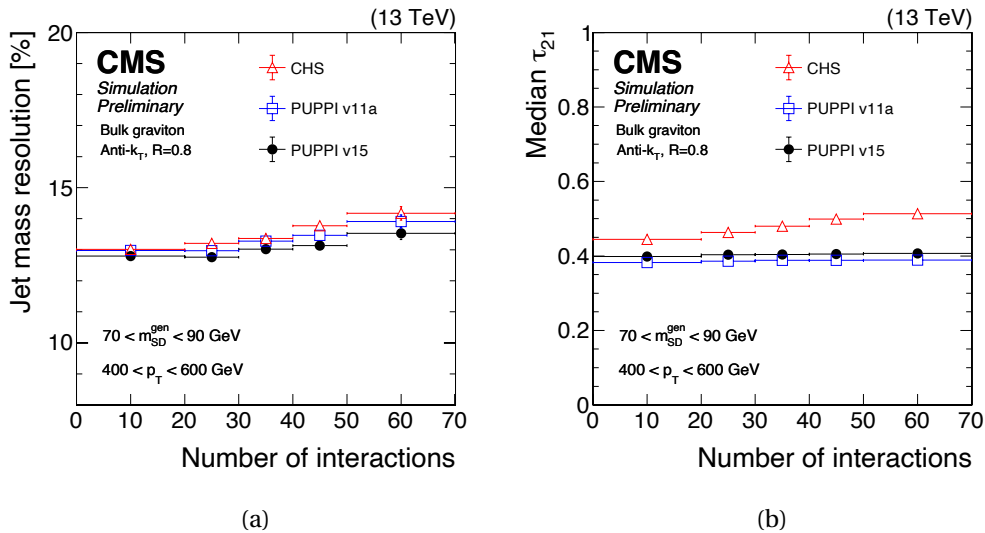 (13 TeV)
Jet mass resolution [%]
20
15
10
CMS
Simulation
Preliminary
Bulk graviton
Anti-k_T, R=0.8
CHS
PUPPI v11a
PUPPI v15
70 < m_SD^gen < 90 GeV
400 < p_T < 600 GeV
0 10 20 30 40 50 60 70
Number of interactions
(a)
(13 TeV)
Median τ_21
1
0.8
0.6
0.4
0.2
0
CMS
Simulation
Preliminary
Bulk graviton
Anti-k_T, R=0.8
CHS
PUPPI v11a
PUPPI v15
70 < m_SD^gen < 90 GeV
400 < p_T < 600 GeV
0 10 20 30 40 50 60 70
Number of interactions
(b)